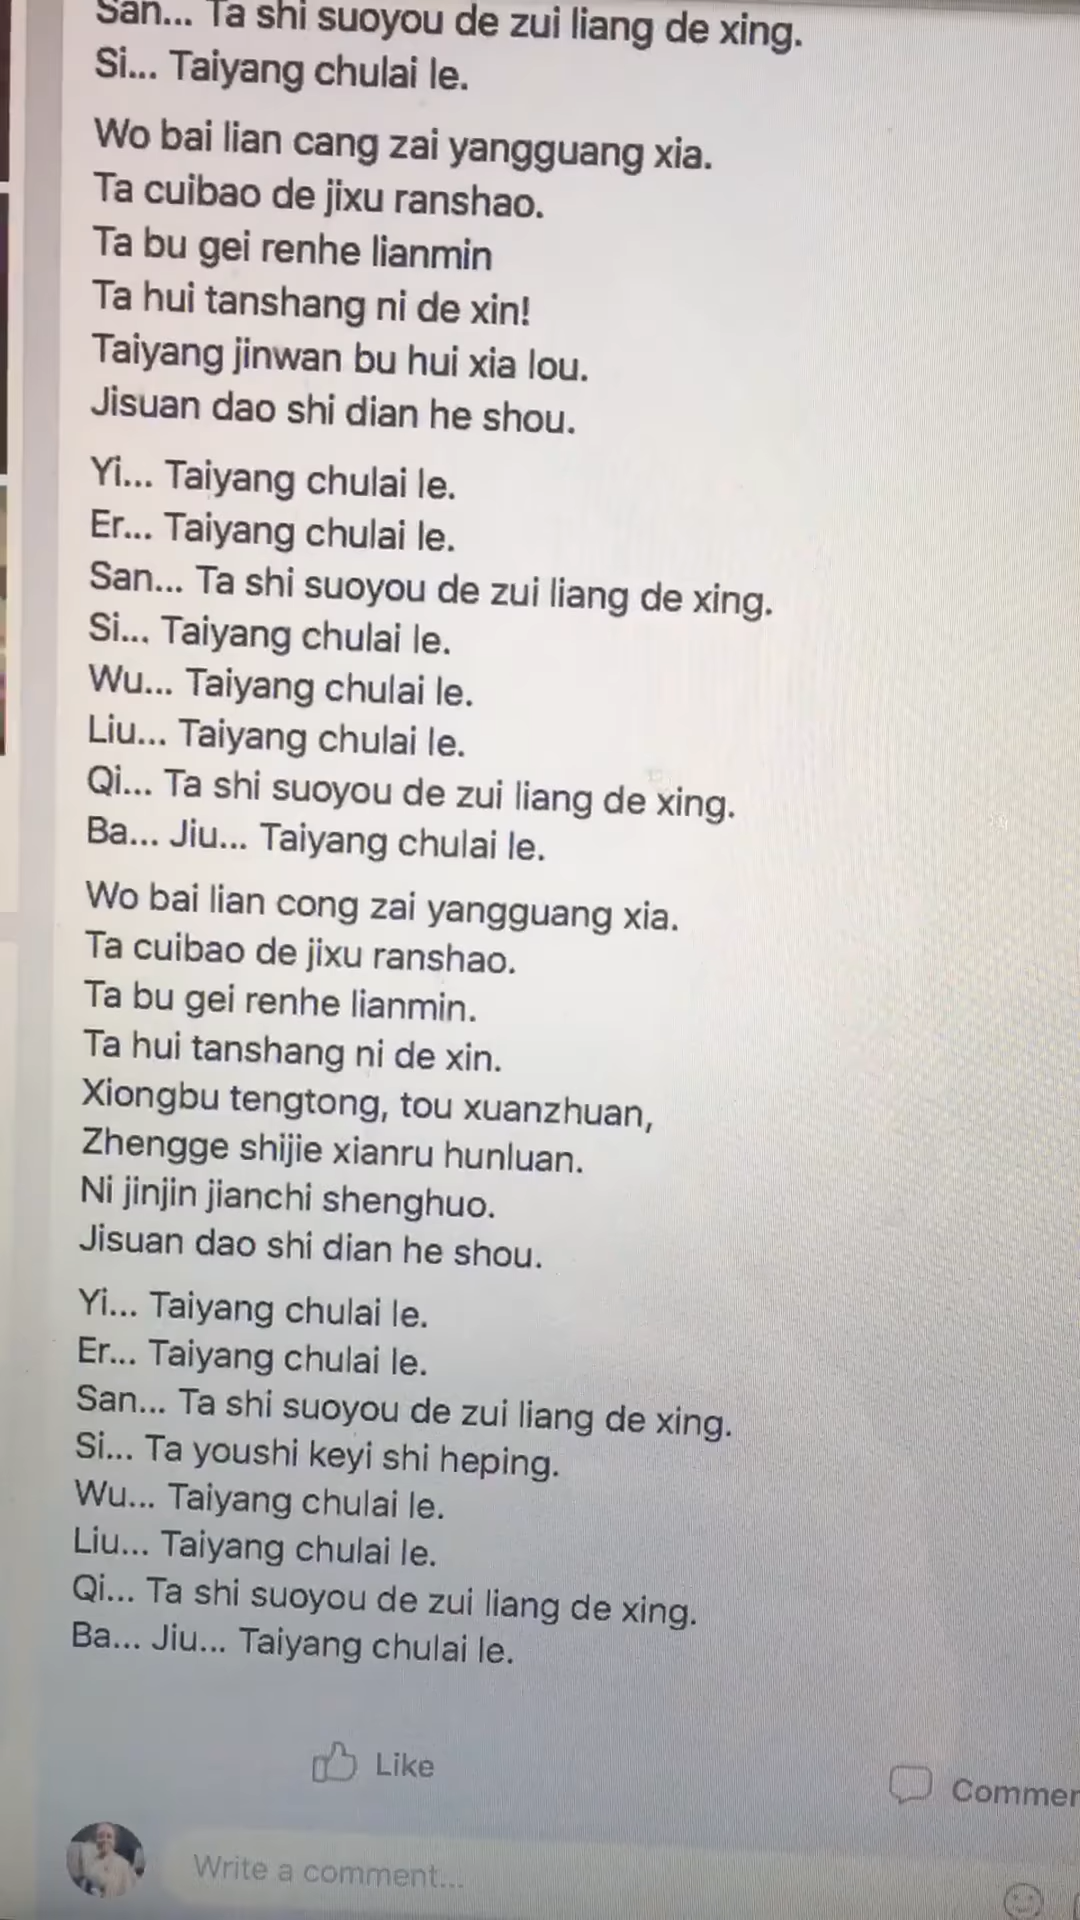 San... Ta shi suoyou de zui liang de xing.
Si... Taiyang chulai le.
Wo bai lian cang zai yangguang xia.
Ta cuibao de jixu ranshao.
Ta bu gei renhe lianmin
Ta hui tanshang ni de xin!
Taiyang jinwan bu hui xia lou.
Jisuan dao shi dian he shou.
Yi... Taiyang chulai le.
Er... Taiyang chulai le.
San... Ta shi suoyou de zui liang de xing.
Si... Taiyang chulai le.
Wu... Taiyang chulai le.
Liu... Taiyang chulai le.
Qi... Ta shi suoyou de zui liang de xing.
Ba... Jiu... Taiyang chulai le.
Wo bai lian cong zai yangguang xia.
Ta cuibao de jixu ranshao.
Ta bu gei renhe lianmin.
Ta hui tanshang ni de xin.
Xiongbu tengtong, tou xuanzhuan,
Zhengge shijie xianru hunluan.
Ni jinjin jianchi shenghuo.
Jisuan dao shi dian he shou.
Yi... Taiyang chulai le.
Er... Taiyang chulai le.
San... Ta shi suoyou de zui liang de xing.
Si... Ta youshi keyi shi heping.
Wu... Taiyang chulai le.
Liu... Taiyang chulai le.
Qi... Ta shi suoyou de zui liang de xing.
Ba... Jiu... Taiyang chulai le.
Like
Commen
Write a comment...